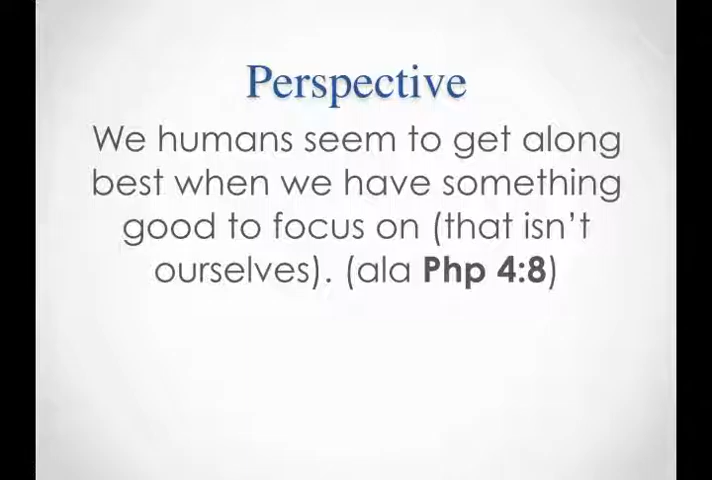 Perspective
We humans seem to get along
best when we have something
good to focus on (that isn’t
ourselves). (ala Php 4:8)